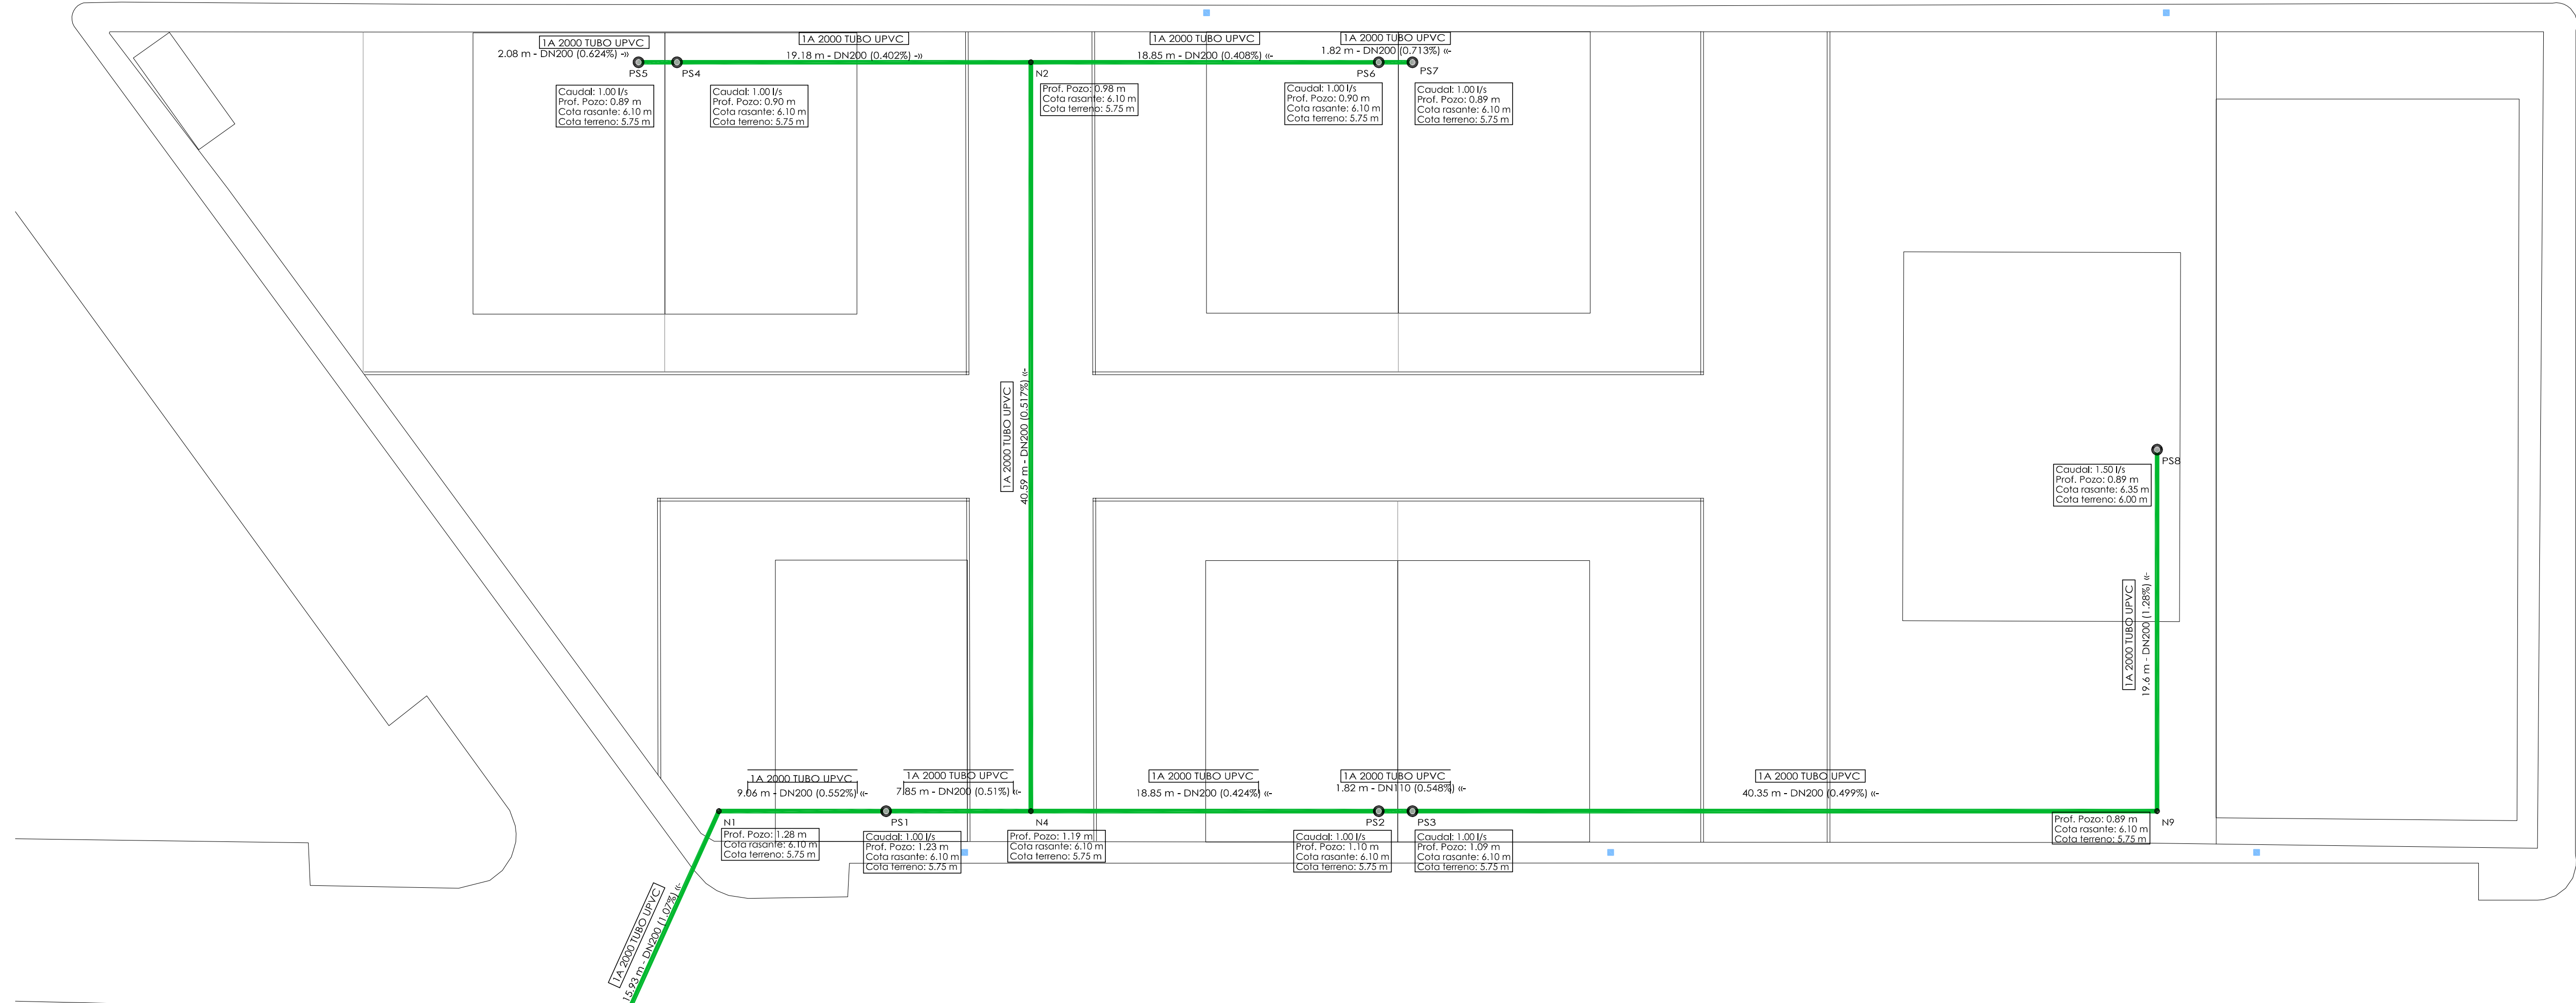 1A 2000 TUBO UPVC
2.08 m - DN200 (0.624%) -»
1A 2000 TUBO UPVC
19.18 m - DN200 (0.402%) -»
1A 2000 TUBO UPVC
18.85 m - DN200 (0.408%) «-
1A 2000 TUBO UPVC
1.82 m - DN200 (0.713%) «-
PS5
PS4
N2
PS6
PS7
Caudal: 1.00 l/s
Prof. Pozo: 0.89 m
Cota rasante: 6.10 m
Cota terreno: 5.75 m
Caudal: 1.00 l/s
Prof. Pozo: 0.90 m
Cota rasante: 6.10 m
Cota terreno: 5.75 m
Prof. Pozo: 0.98 m
Cota rasante: 6.10 m
Cota terreno: 5.75 m
Caudal: 1.00 l/s
Prof. Pozo: 0.90 m
Cota rasante: 6.10 m
Cota terreno: 5.75 m
Caudal: 1.00 l/s
Prof. Pozo: 0.89 m
Cota rasante: 6.10 m
Cota terreno: 5.75 m
1A 2000 TUBO UPVC
40.59 m - DN200 (0.517%) «-
PS8
Caudal: 1.50 l/s
Prof. Pozo: 0.89 m
Cota rasante: 6.35 m
Cota terreno: 6.00 m
1A 2000 TUBO UPVC
19.6 m - DN200 (1.28%) «-
1A 2000 TUBO UPVC
9.06 m - DN200 (0.552%) «-
1A 2000 TUBO UPVC
7.85 m - DN200 (0.51%) «-
1A 2000 TUBO UPVC
18.85 m - DN200 (0.424%) «-
1A 2000 TUBO UPVC
1.82 m - DN110 (0.548%) «-
1A 2000 TUBO UPVC
40.35 m - DN200 (0.499%) «-
N1
PS1
N4
PS2
PS3
N9
Prof. Pozo: 1.28 m
Cota rasante: 6.10 m
Cota terreno: 5.75 m
Caudal: 1.00 l/s
Prof. Pozo: 1.23 m
Cota rasante: 6.10 m
Cota terreno: 5.75 m
Prof. Pozo: 1.19 m
Cota rasante: 6.10 m
Cota terreno: 5.75 m
Caudal: 1.00 l/s
Prof. Pozo: 1.10 m
Cota rasante: 6.10 m
Cota terreno: 5.75 m
Caudal: 1.00 l/s
Prof. Pozo: 1.09 m
Cota rasante: 6.10 m
Cota terreno: 5.75 m
Prof. Pozo: 0.89 m
Cota rasante: 6.10 m
Cota terreno: 5.75 m
1A 2000 TUBO UPVC
15.93 m - DN200 (1.07%) «-